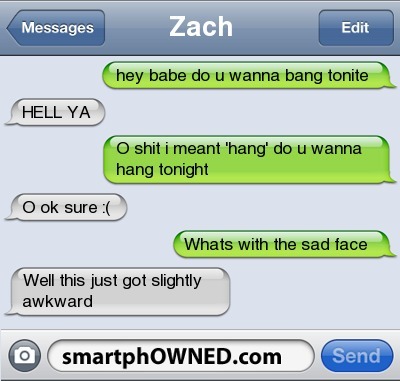 Messages
Zach
Edit
hey babe do u wanna bang tonite
HELL YA
O shit i meant 'hang' do u wanna
hang tonight
O ok sure :(
Whats with the sad face
Well this just got slightly
awkward
smartphOWNED.com
Send